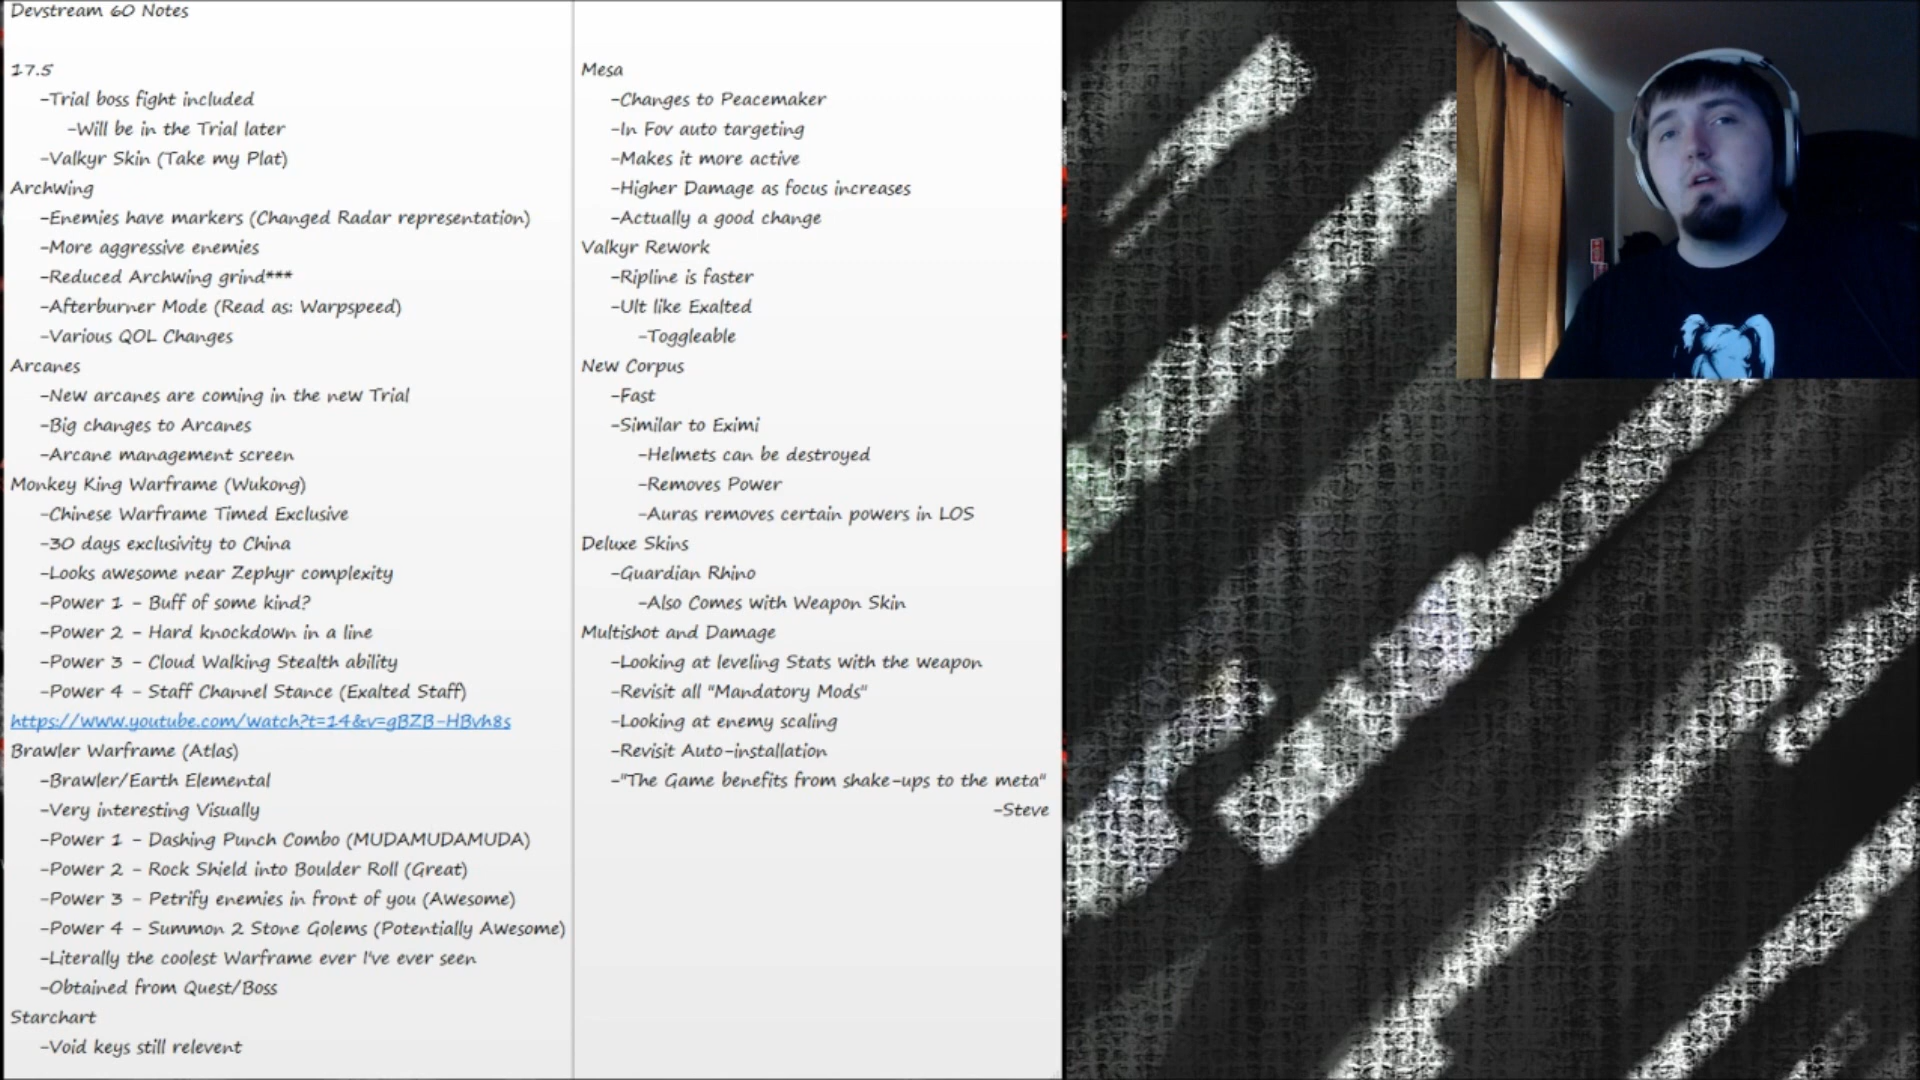 Devstream 60 Notes
17.5
-Trial boss fight included
-Will be in the Trial later
-Valkyr Skin (Take my Plat)
Archwing
-Enemies have markers (Changed Radar representation)
-More aggressive enemies
-Reduced Archwing grind***
-Afterburner Mode (Read as: Warpspeed)
-Various QOL Changes
Arcanes
-New arcanes are coming in the new Trial
-Big changes to Arcanes
-Arcane management screen
Monkey King Warframe (Wukong)
-Chinese Warframe Timed Exclusive
-30 days exclusivity to China
-Looks awesome near Zephyr complexity
-Power 1 - Buff of some kind?
-Power 2 - Hard knockdown in a line
-Power 3 - Cloud Walking Stealth ability
-Power 4 - Staff Channel Stance (Exalted Staff)
https://www.youtube.com/watch?t=14&v=gBZB-HBvh8s
Brawler Warframe (Atlas)
-Brawler/Earth Elemental
-Very interesting Visually
-Power 1 - Dashing Punch Combo (MUDAMUDAMUDA)
-Power 2 - Rock Shield into Boulder Roll (Great)
-Power 3 - Petrify enemies in front of you (Awesome)
-Power 4 - Summon 2 Stone Golems (Potentially Awesome)
-Literally the coolest Warframe ever I've ever seen
-Obtained from Quest/Boss
Starchart
-Void keys still relevent
Mesa
-Changes to Peacemaker
-In Fov auto targeting
-Makes it more active
-Higher Damage as focus increases
-Actually a good change
Valkyr Rework
-Ripline is faster
-Ult like Exalted
-Toggleable
New Corpus
-Fast
-Similar to Eximi
-Helmets can be destroyed
-Removes Power
-Auras removes certain powers in LOS
Deluxe Skins
-Guardian Rhino
-Also Comes with Weapon Skin
Multishot and Damage
-Looking at leveling Stats with the weapon
-Revisit all "Mandatory Mods"
-Looking at enemy scaling
-Revisit Auto-installation
-"The Game benefits from shake-ups to the meta"
-Steve